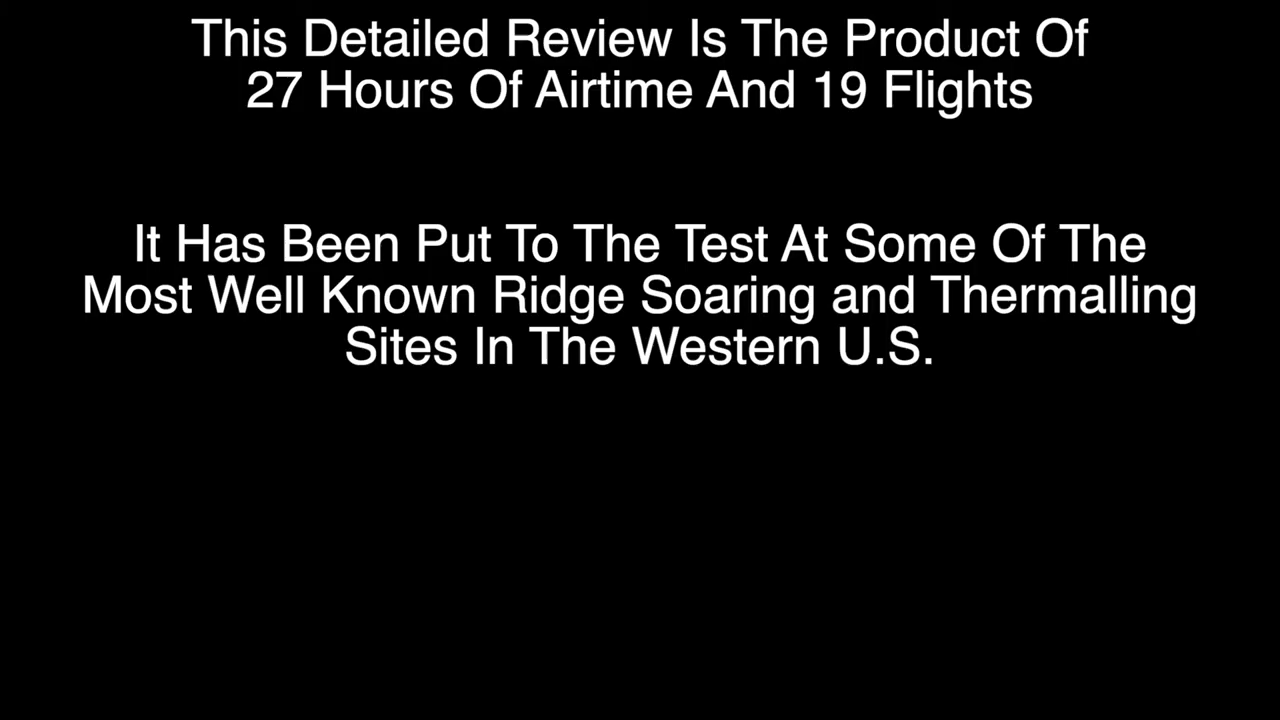 This Detailed Review Is The Product Of
27 Hours Of Airtime And 19 Flights
It Has Been Put To The Test At Some Of The
Most Well Known Ridge Soaring and Thermalling
Sites In The Western U.S.